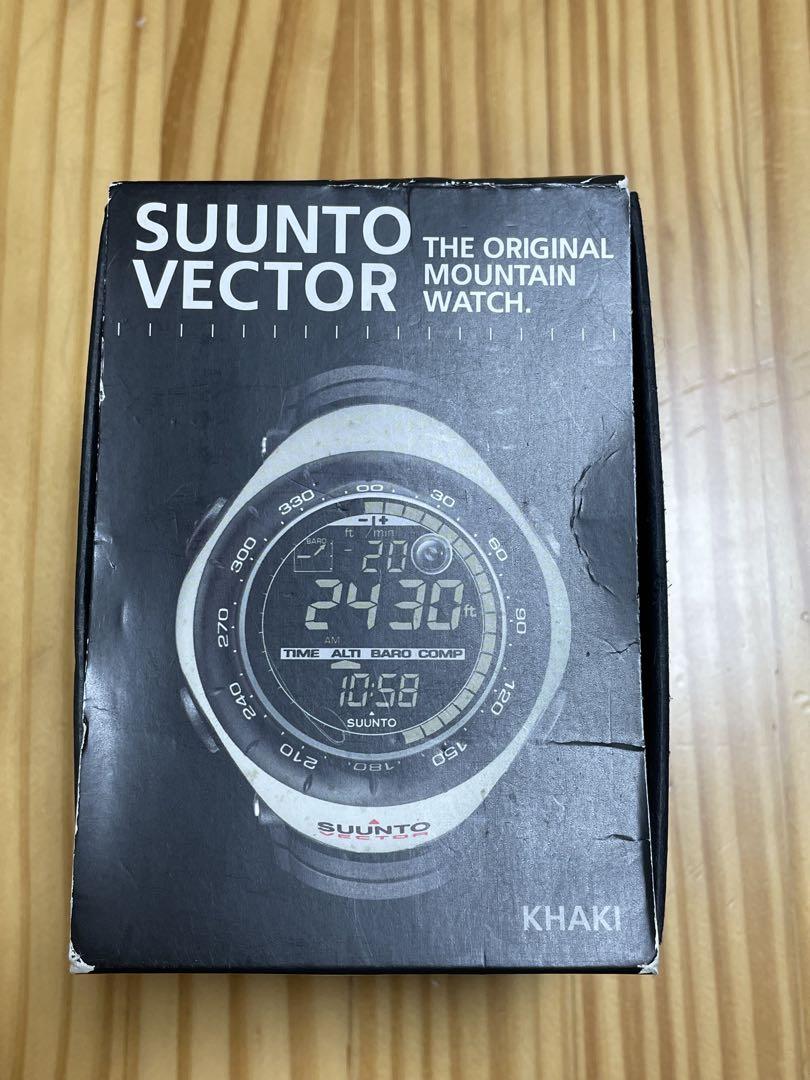 SUUNTO
VECTOR
THE ORIGINAL
MOUNTAIN
WATCH.
330 00 30
300 60
270 90
240 120
210 180 150
- | +
ft /min
BARO
-20
2430 ft
AM
TIME ALTI BARO COMP
10:58
SUUNTO
SUUNTO
VECTOR
KHAKI